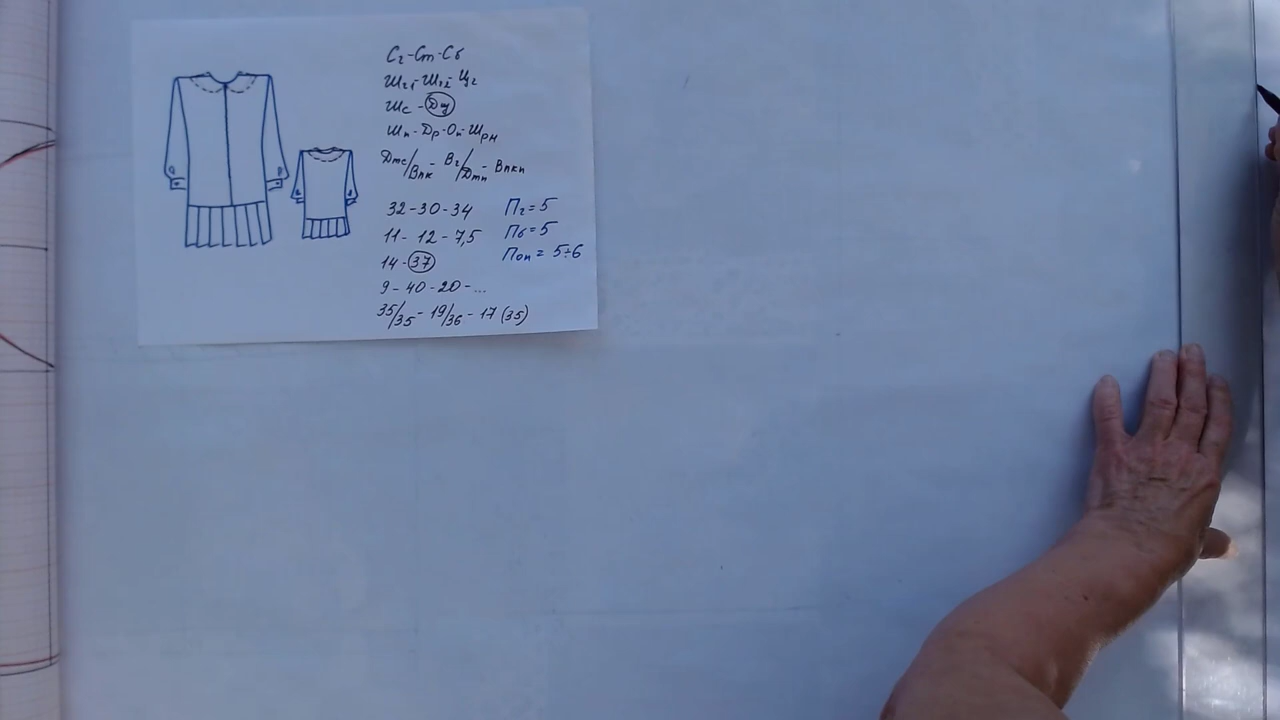 Сг-Ст-Сб
Шг1-Шг2-Цг
Шс-Ди
Шп-Др-Оп-Шрм
Дтс/Впк-Вг/Дтп-Впкп
32-30-34
11-12-7,5
14-37
9-40-20-...
35/35-19/36-17(35)
Пг=5
Пб=5
Поп=5÷6